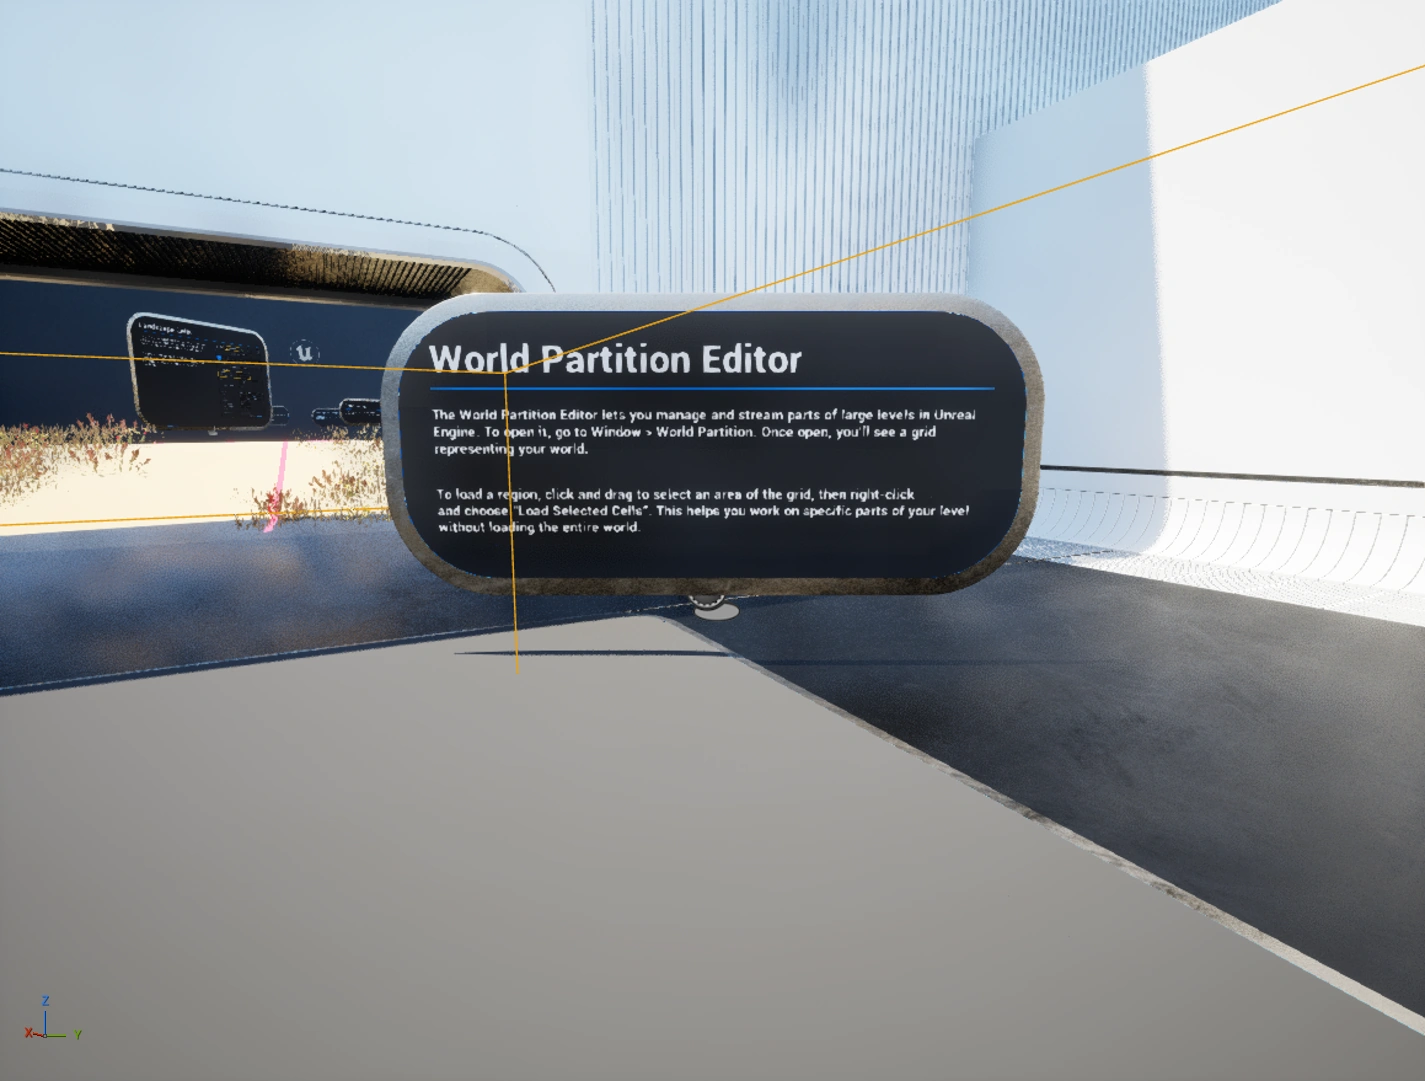 World Partition Editor
The World Partition Editor lets you manage and stream parts of large levels in Unreal
Engine. To open it, go to Window > World Partition. Once open, you'll see a grid
representing your world.
To load a region, click and drag to select an area of the grid, then right-click
and choose "Load Selected Cells". This helps you work on specific parts of your level
without loading the entire world.
Z
X
Y